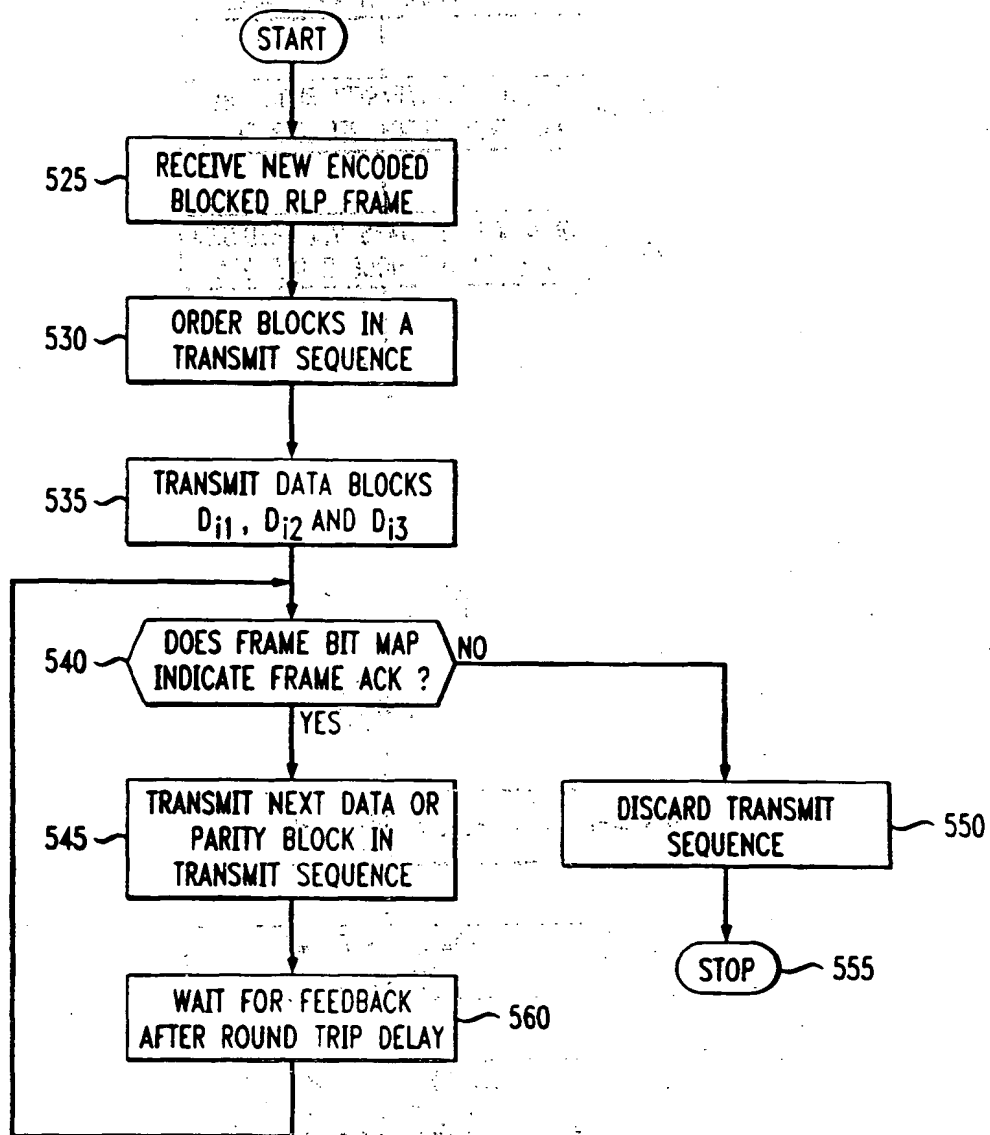 START
525
RECEIVE NEW ENCODED
BLOCKED RLP FRAME
530
ORDER BLOCKS IN A
TRANSMIT SEQUENCE
535
TRANSMIT DATA BLOCKS
Di1, Di2 AND Di3
540
DOES FRAME BIT MAP
INDICATE FRAME ACK ?
NO
YES
545
TRANSMIT NEXT DATA OR
PARITY BLOCK IN
TRANSMIT SEQUENCE
DISCARD TRANSMIT
SEQUENCE
550
STOP
555
WAIT FOR FEEDBACK
AFTER ROUND TRIP DELAY
560